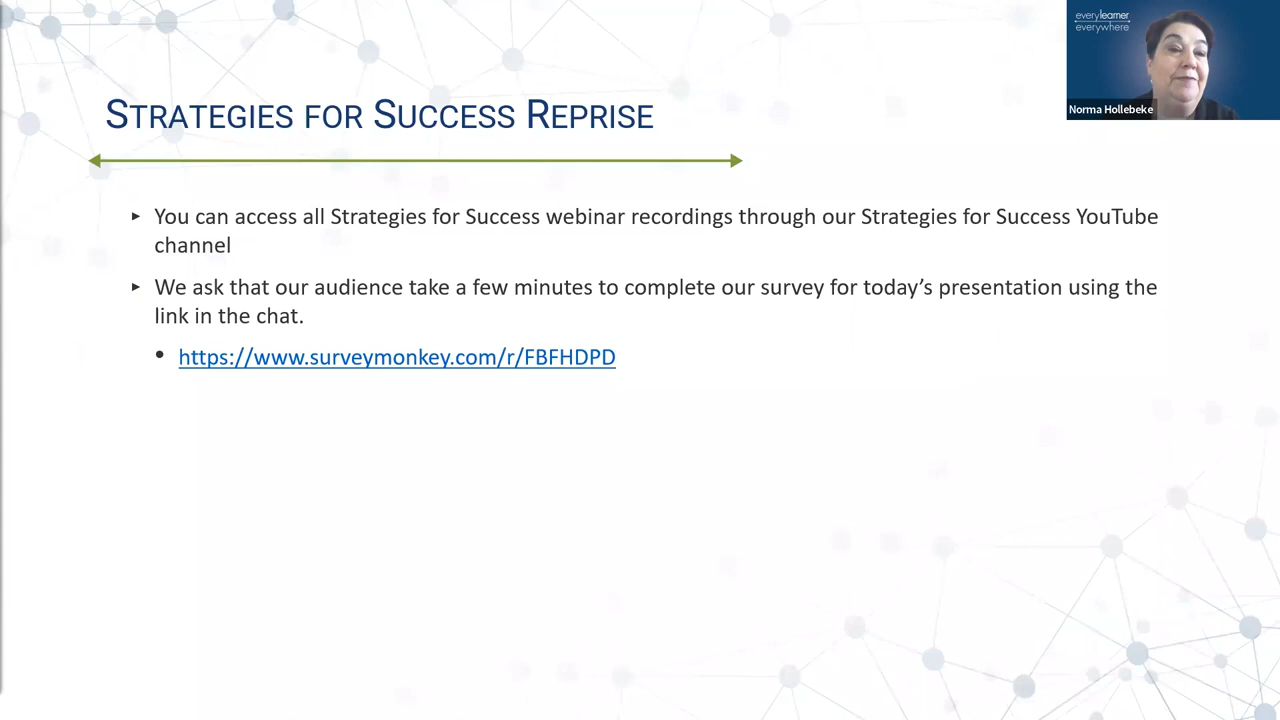 everylearner
everywhere
Norma Hollebeke
STRATEGIES FOR SUCCESS REPRISE
You can access all Strategies for Success webinar recordings through our Strategies for Success YouTube
channel
We ask that our audience take a few minutes to complete our survey for today’s presentation using the
link in the chat.
https://www.surveymonkey.com/r/FBFHDPD